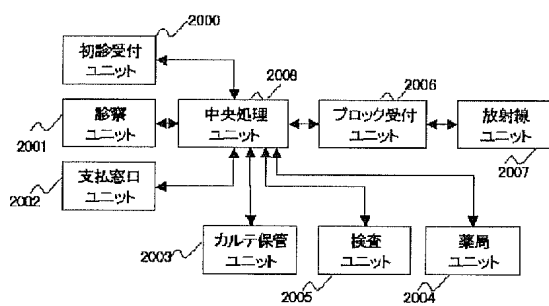 2000
初診受付
ユニット
2008
2006
診察
ユニット
中央処理
ユニット
ブロック受付
ユニット
放射線
ユニット
2001
2007
支払窓口
ユニット
2002
カルテ保管
ユニット
検査
ユニット
薬局
ユニット
2003
2005
2004